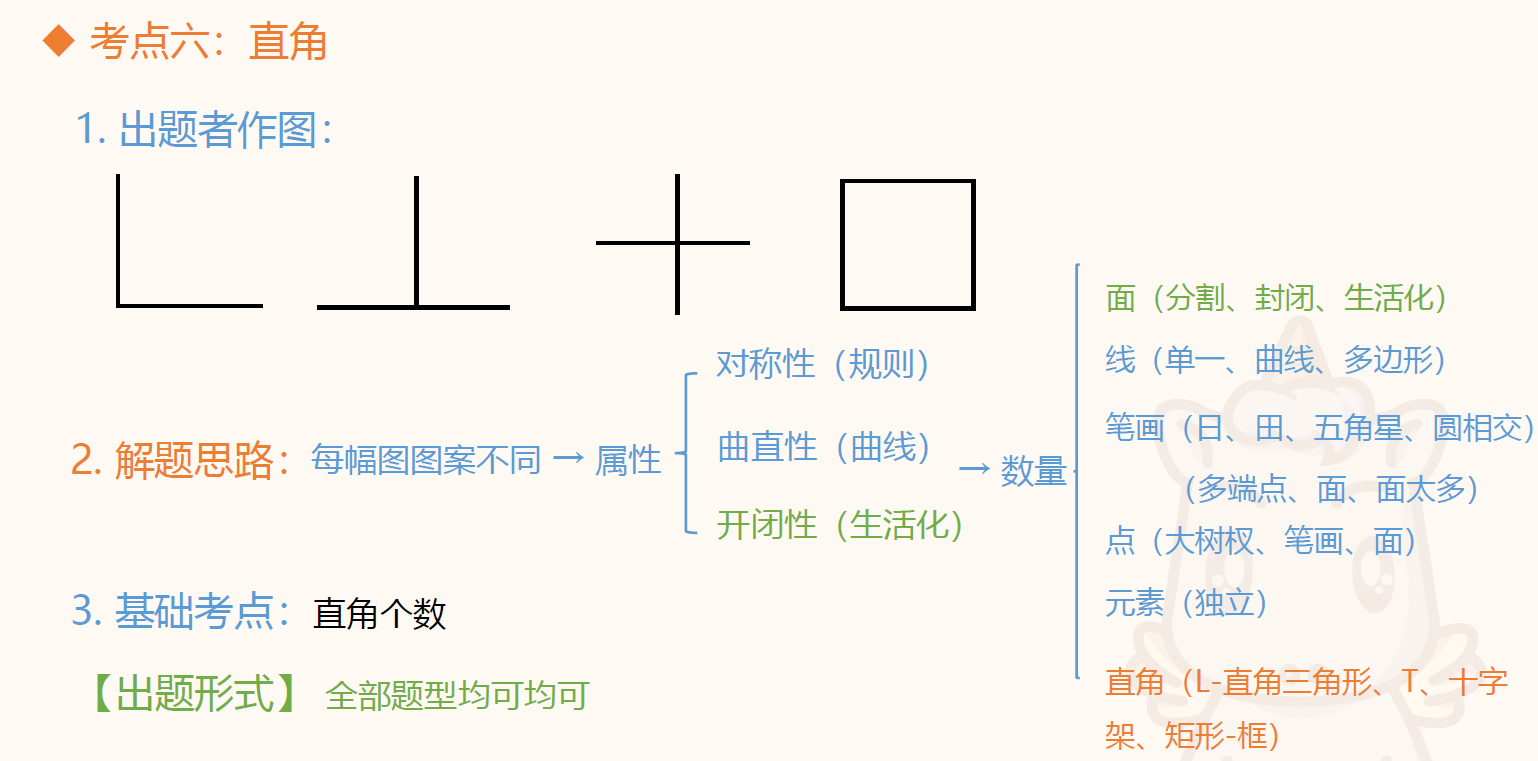 ◆ 考点六：直角
1. 出题者作图：
面（分割、封闭、生活化）
对称性（规则）
线（单一、曲线、多边形）
2. 解题思路：每幅图图案不同 → 属性
曲直性（曲线）
→ 数量
笔画（日、田、五角星、圆相交）
（多端点、面、面太多）
开闭性（生活化）
点（大树杈、笔画、面）
3. 基础考点：直角个数
元素（独立）
【出题形式】 全部题型均可均可
直角（L-直角三角形、T、十字
架、矩形-框）